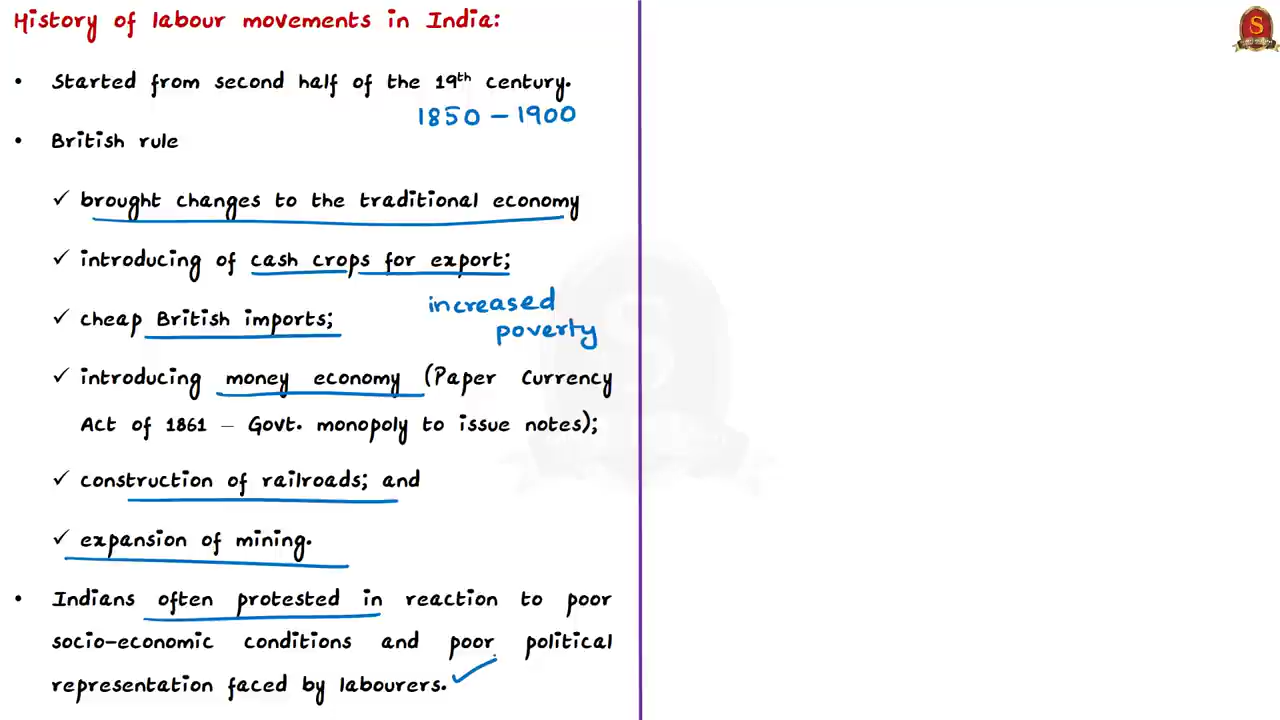 History of labour movements in India:
• Started from second half of the 19th century.
1850 – 1900
• British rule
✓ brought changes to the traditional economy
✓ introducing of cash crops for export;
increased
poverty
✓ cheap British imports;
✓ introducing money economy (Paper Currency
Act of 1861 – Govt. monopoly to issue notes);
✓ construction of railroads; and
✓ expansion of mining.
• Indians often protested in reaction to poor
socio-economic conditions and poor political
representation faced by labourers.
S